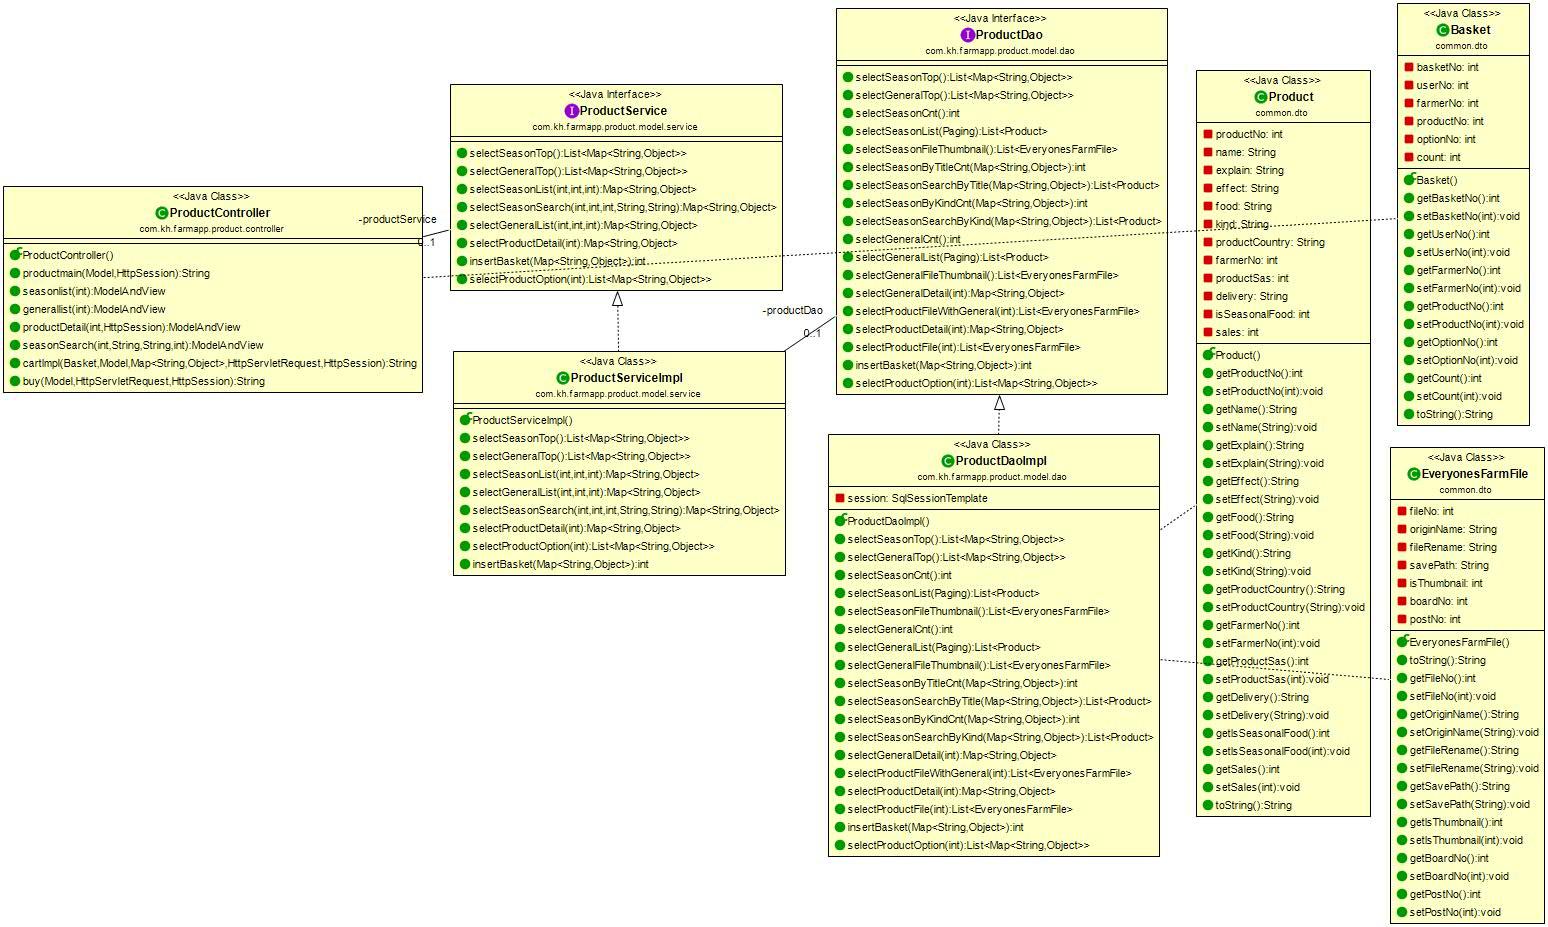 <<Java Class>>
ProductController
com.kh.farmapp.product.controller
ProductController()
productmain(Model,HttpSession):String
seasonlist(int):ModelAndView
generallist(int):ModelAndView
productDetail(int,HttpSession):ModelAndView
seasonSearch(int,String,String,int):ModelAndView
cartImpl(Basket,Model,Map<String,Object>,HttpServletRequest,HttpSession):String
buy(Model,HttpServletRequest,HttpSession):String
-productService
0..1
<<Java Interface>>
ProductService
com.kh.farmapp.product.model.service
selectSeasonTop():List<Map<String,Object>>
selectGeneralTop():List<Map<String,Object>>
selectSeasonList(int,int,int):Map<String,Object>
selectSeasonSearch(int,int,int,String,String):Map<String,Object>
selectGeneralList(int,int,int):Map<String,Object>
selectProductDetail(int):Map<String,Object>
insertBasket(Map<String,Object>):int
selectProductOption(int):List<Map<String,Object>>
<<Java Class>>
ProductServiceImpl
com.kh.farmapp.product.model.service
ProductServiceImpl()
selectSeasonTop():List<Map<String,Object>>
selectGeneralTop():List<Map<String,Object>>
selectSeasonList(int,int,int):Map<String,Object>
selectGeneralList(int,int,int):Map<String,Object>
selectSeasonSearch(int,int,int,String,String):Map<String,Object>
selectProductDetail(int):Map<String,Object>
selectProductOption(int):List<Map<String,Object>>
insertBasket(Map<String,Object>):int
-productDao
0..1
<<Java Interface>>
ProductDao
com.kh.farmapp.product.model.dao
selectSeasonTop():List<Map<String,Object>>
selectGeneralTop():List<Map<String,Object>>
selectSeasonCnt():int
selectSeasonList(Paging):List<Product>
selectSeasonFileThumbnail():List<EveryonesFarmFile>
selectSeasonByTitleCnt(Map<String,Object>):int
selectSeasonSearchByTitle(Map<String,Object>):List<Product>
selectSeasonByKindCnt(Map<String,Object>):int
selectSeasonSearchByKind(Map<String,Object>):List<Product>
selectGeneralCnt():int
selectGeneralList(Paging):List<Product>
selectGeneralFileThumbnail():List<EveryonesFarmFile>
selectGeneralDetail(int):Map<String,Object>
selectProductFileWithGeneral(int):List<EveryonesFarmFile>
selectProductDetail(int):Map<String,Object>
selectProductFile(int):List<EveryonesFarmFile>
insertBasket(Map<String,Object>):int
selectProductOption(int):List<Map<String,Object>>
<<Java Class>>
ProductDaoImpl
com.kh.farmapp.product.model.dao
session: SqlSessionTemplate
ProductDaoImpl()
selectSeasonTop():List<Map<String,Object>>
selectGeneralTop():List<Map<String,Object>>
selectSeasonCnt():int
selectSeasonList(Paging):List<Product>
selectSeasonFileThumbnail():List<EveryonesFarmFile>
selectGeneralCnt():int
selectGeneralList(Paging):List<Product>
selectGeneralFileThumbnail():List<EveryonesFarmFile>
selectSeasonByTitleCnt(Map<String,Object>):int
selectSeasonSearchByTitle(Map<String,Object>):List<Product>
selectSeasonByKindCnt(Map<String,Object>):int
selectSeasonSearchByKind(Map<String,Object>):List<Product>
selectGeneralDetail(int):Map<String,Object>
selectProductFileWithGeneral(int):List<EveryonesFarmFile>
selectProductDetail(int):Map<String,Object>
selectProductFile(int):List<EveryonesFarmFile>
insertBasket(Map<String,Object>):int
selectProductOption(int):List<Map<String,Object>>
<<Java Class>>
Product
common.dto
productNo: int
name: String
explain: String
effect: String
food: String
kind: String
productCountry: String
farmerNo: int
productSas: int
delivery: String
isSeasonalFood: int
sales: int
Product()
getProductNo():int
setProductNo(int):void
getName():String
setName(String):void
getExplain():String
setExplain(String):void
getEffect():String
setEffect(String):void
getFood():String
setFood(String):void
getKind():String
setKind(String):void
getProductCountry():String
setProductCountry(String):void
getFarmerNo():int
setFarmerNo(int):void
getProductSas():int
setProductSas(int):void
getDelivery():String
setDelivery(String):void
getIsSeasonalFood():int
setIsSeasonalFood(int):void
getSales():int
setSales(int):void
toString():String
<<Java Class>>
Basket
common.dto
basketNo: int
userNo: int
farmerNo: int
productNo: int
optionNo: int
count: int
Basket()
getBasketNo():int
setBasketNo(int):void
getUserNo():int
setUserNo(int):void
getFarmerNo():int
setFarmerNo(int):void
getProductNo():int
setProductNo(int):void
getOptionNo():int
setOptionNo(int):void
getCount():int
setCount(int):void
toString():String
<<Java Class>>
EveryonesFarmFile
common.dto
fileNo: int
originName: String
fileRename: String
savePath: String
isThumbnail: int
boardNo: int
postNo: int
EveryonesFarmFile()
toString():String
getFileNo():int
setFileNo(int):void
getOriginName():String
setOriginName(String):void
getFileRename():String
setFileRename(String):void
getSavePath():String
setSavePath(String):void
getIsThumbnail():int
setIsThumbnail(int):void
getBoardNo():int
setBoardNo(int):void
getPostNo():int
setPostNo(int):void